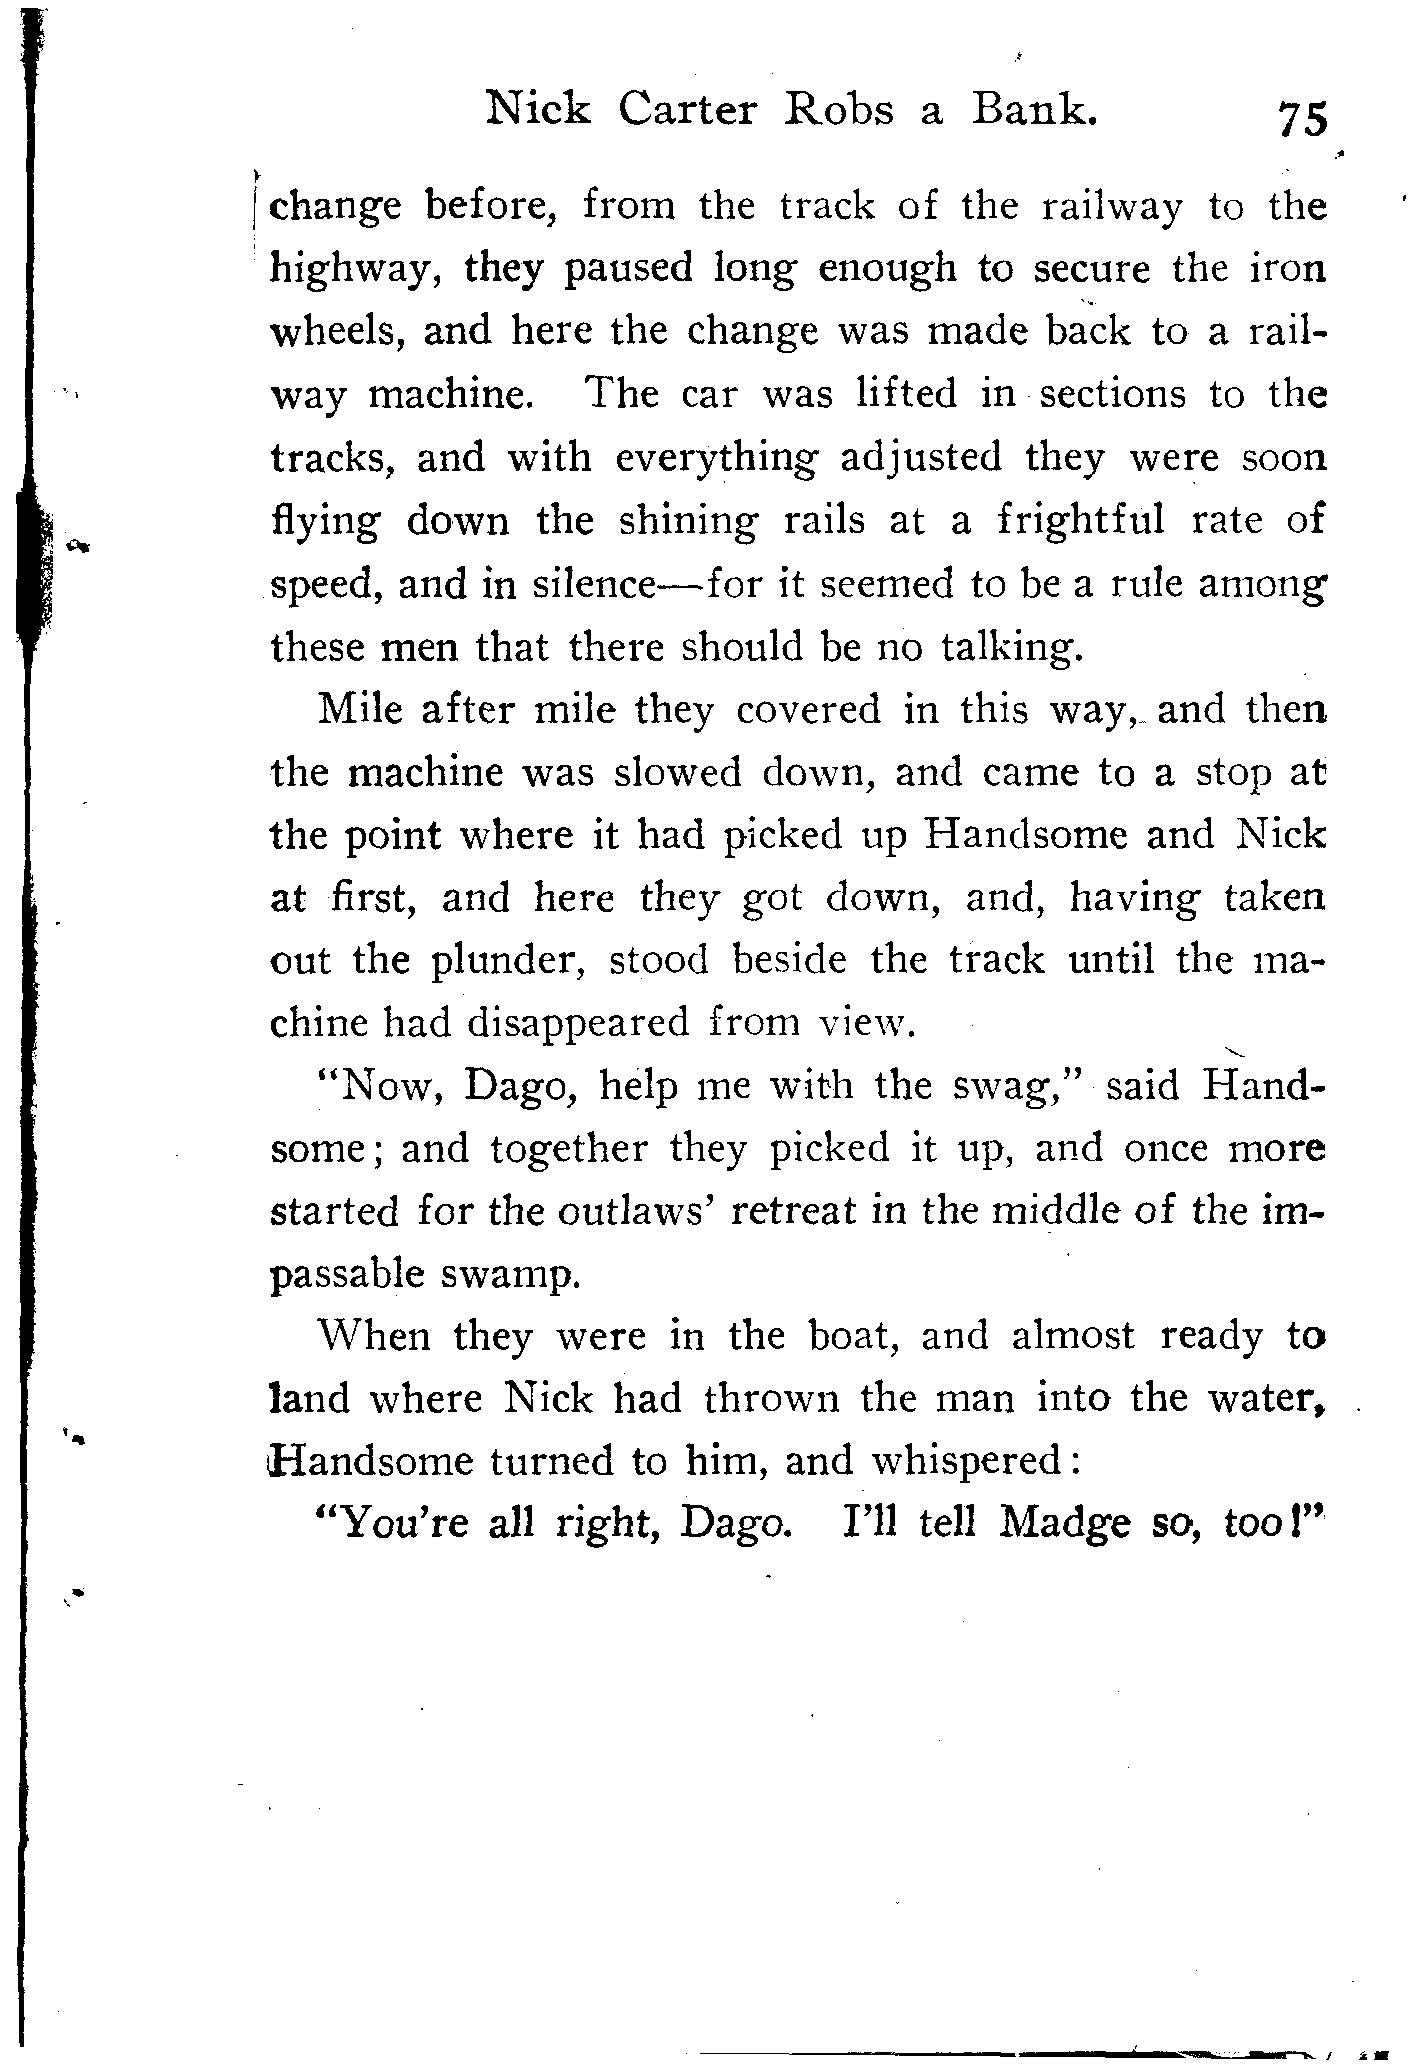 Nick Carter Robs a Bank. 75
change before, from the track of the railway to the
highway, they paused long enough to secure the iron
wheels, and here the change was made back to a rail-
way machine. The car was lifted in sections to the
tracks, and with everything adjusted they were soon
flying down the shining rails at a frightful rate of
speed, and in silence—for it seemed to be a rule among
these men that there should be no talking.
Mile after mile they covered in this way, and then
the machine was slowed down, and came to a stop at
the point where it had picked up Handsome and Nick
at first, and here they got down, and, having taken
out the plunder, stood beside the track until the ma-
chine had disappeared from view.
"Now, Dago, help me with the swag," said Hand-
some; and together they picked it up, and once more
started for the outlaws' retreat in the middle of the im-
passable swamp.
When they were in the boat, and almost ready to
land where Nick had thrown the man into the water,
Handsome turned to him, and whispered:
"You're all right, Dago. I'll tell Madge so, too!"